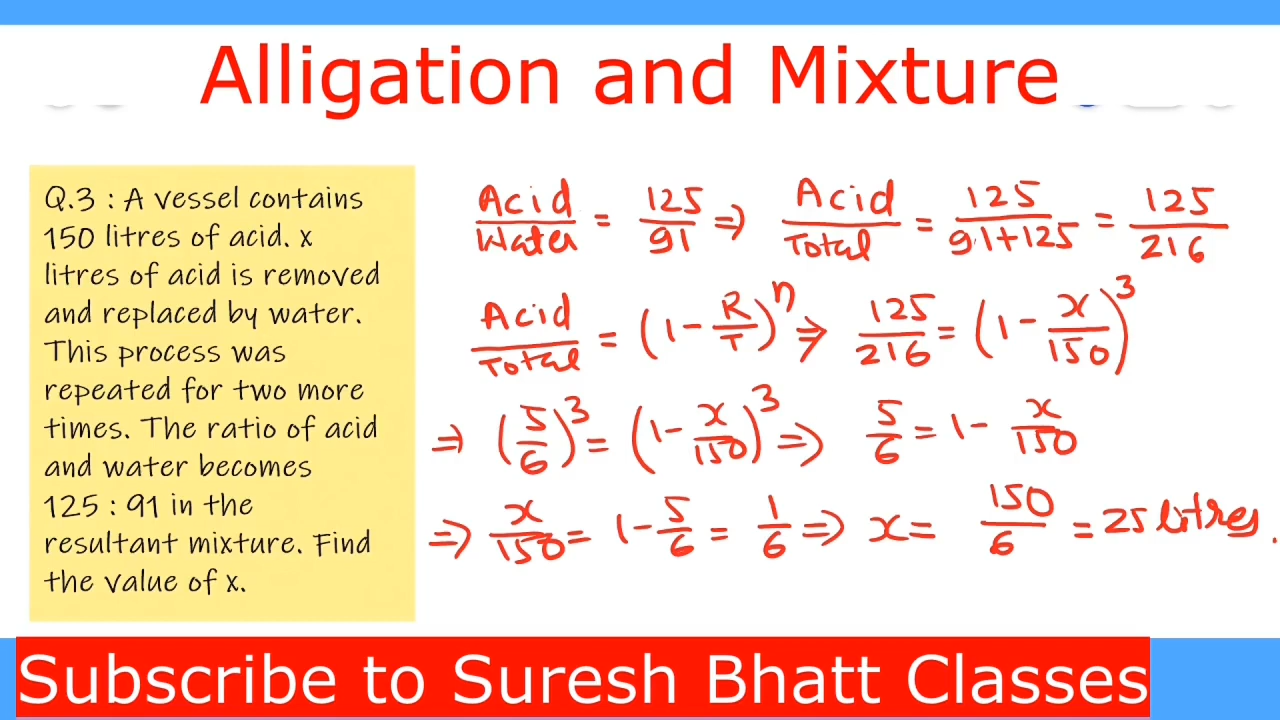 Alligation and Mixture
Q.3 : A vessel contains
150 litres of acid. x
litres of acid is removed
and replaced by water.
This process was
repeated for two more
times. The ratio of acid
and water becomes
125 : 91 in the
resultant mixture. Find
the value of x.
Acid/Water = 125/91 ⇒ Acid/Total = 125/(91+125) = 125/216
Acid/Total = (1 - R/T)^n ⇒ 125/216 = (1 - x/150)^3
⇒ (5/6)^3 = (1 - x/150)^3 ⇒ 5/6 = 1 - x/150
⇒ x/150 = 1 - 5/6 = 1/6 ⇒ x = 150/6 = 25 litres.
Subscribe to Suresh Bhatt Classes